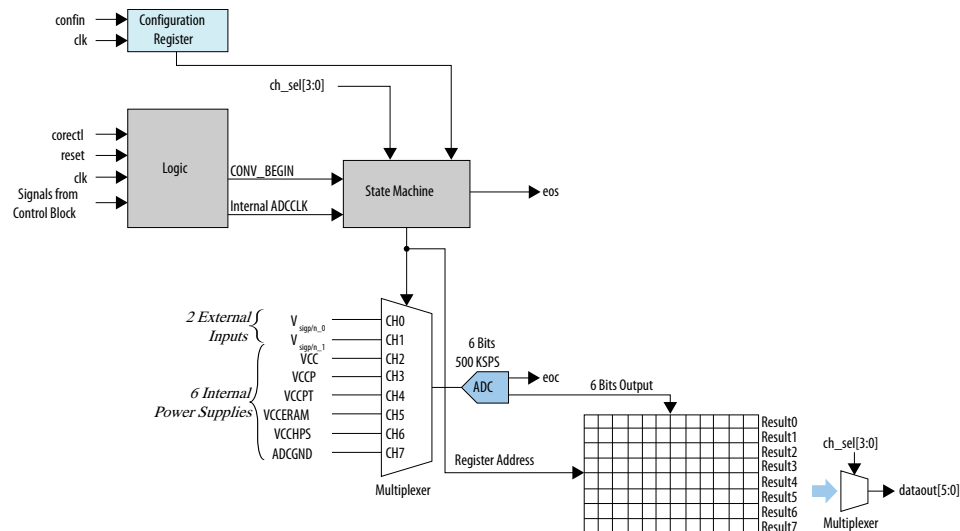 confin
clk
Configuration
Register
ch_sel[3:0]
corectl
reset
clk
Signals from
Control Block
Logic
CONV_BEGIN
Internal ADCCLK
State Machine
eos
2 External
Inputs
V sigp/n_0
V sigp/n_1
VCC
VCCP
VCCPT
VCCERAM
VCCHPS
ADCGND
6 Internal
Power Supplies
CH0
CH1
CH2
CH3
CH4
CH5
CH6
CH7
Multiplexer
6 Bits
500 KSPS
ADC
eoc
6 Bits Output
Register Address
Result0
Result1
Result2
Result3
Result4
Result5
Result6
Result7
ch_sel[3:0]
dataout[5:0]
Multiplexer